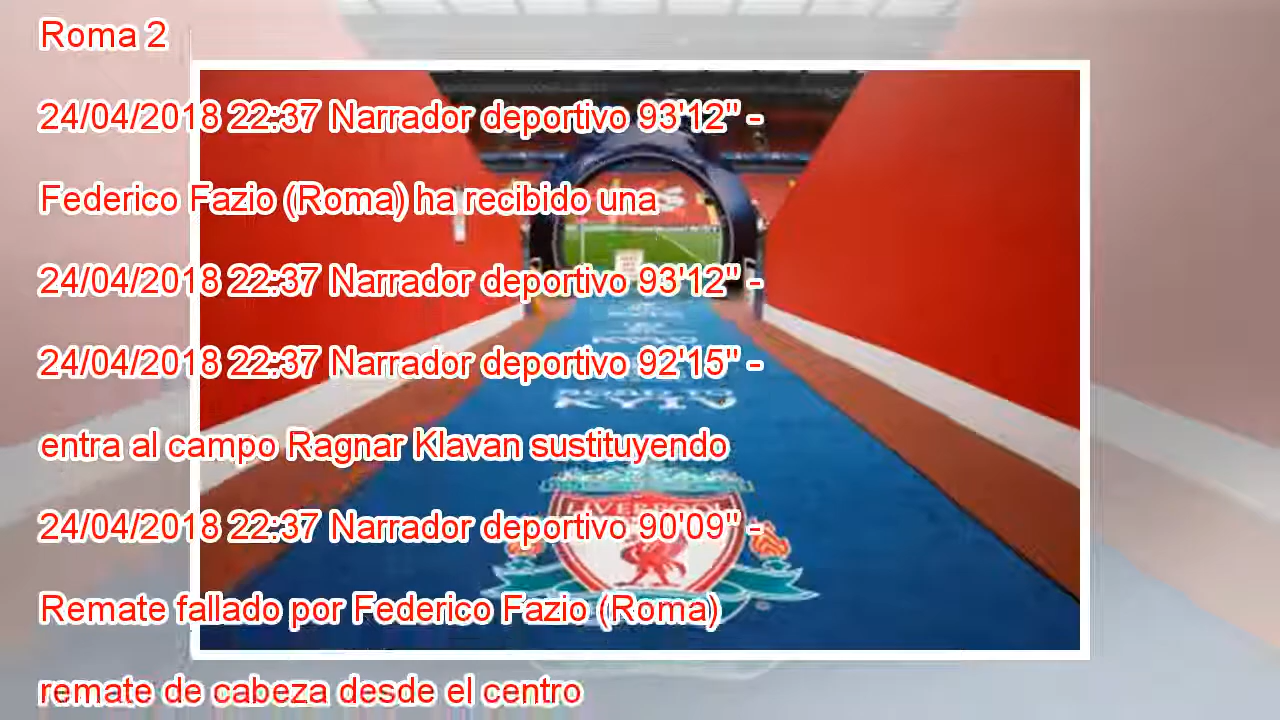 Roma 2
24/04/2018 22:37 Narrador deportivo 93'12" -
Federico Fazio (Roma) ha recibido una
24/04/2018 22:37 Narrador deportivo 93'12" -
24/04/2018 22:37 Narrador deportivo 92'15" -
KYIV
entra al campo Ragnar Klavan sustituyendo
24/04/2018 22:37 Narrador deportivo 90'09" -
Remate fallado por Federico Fazio (Roma)
remate de cabeza desde el centro